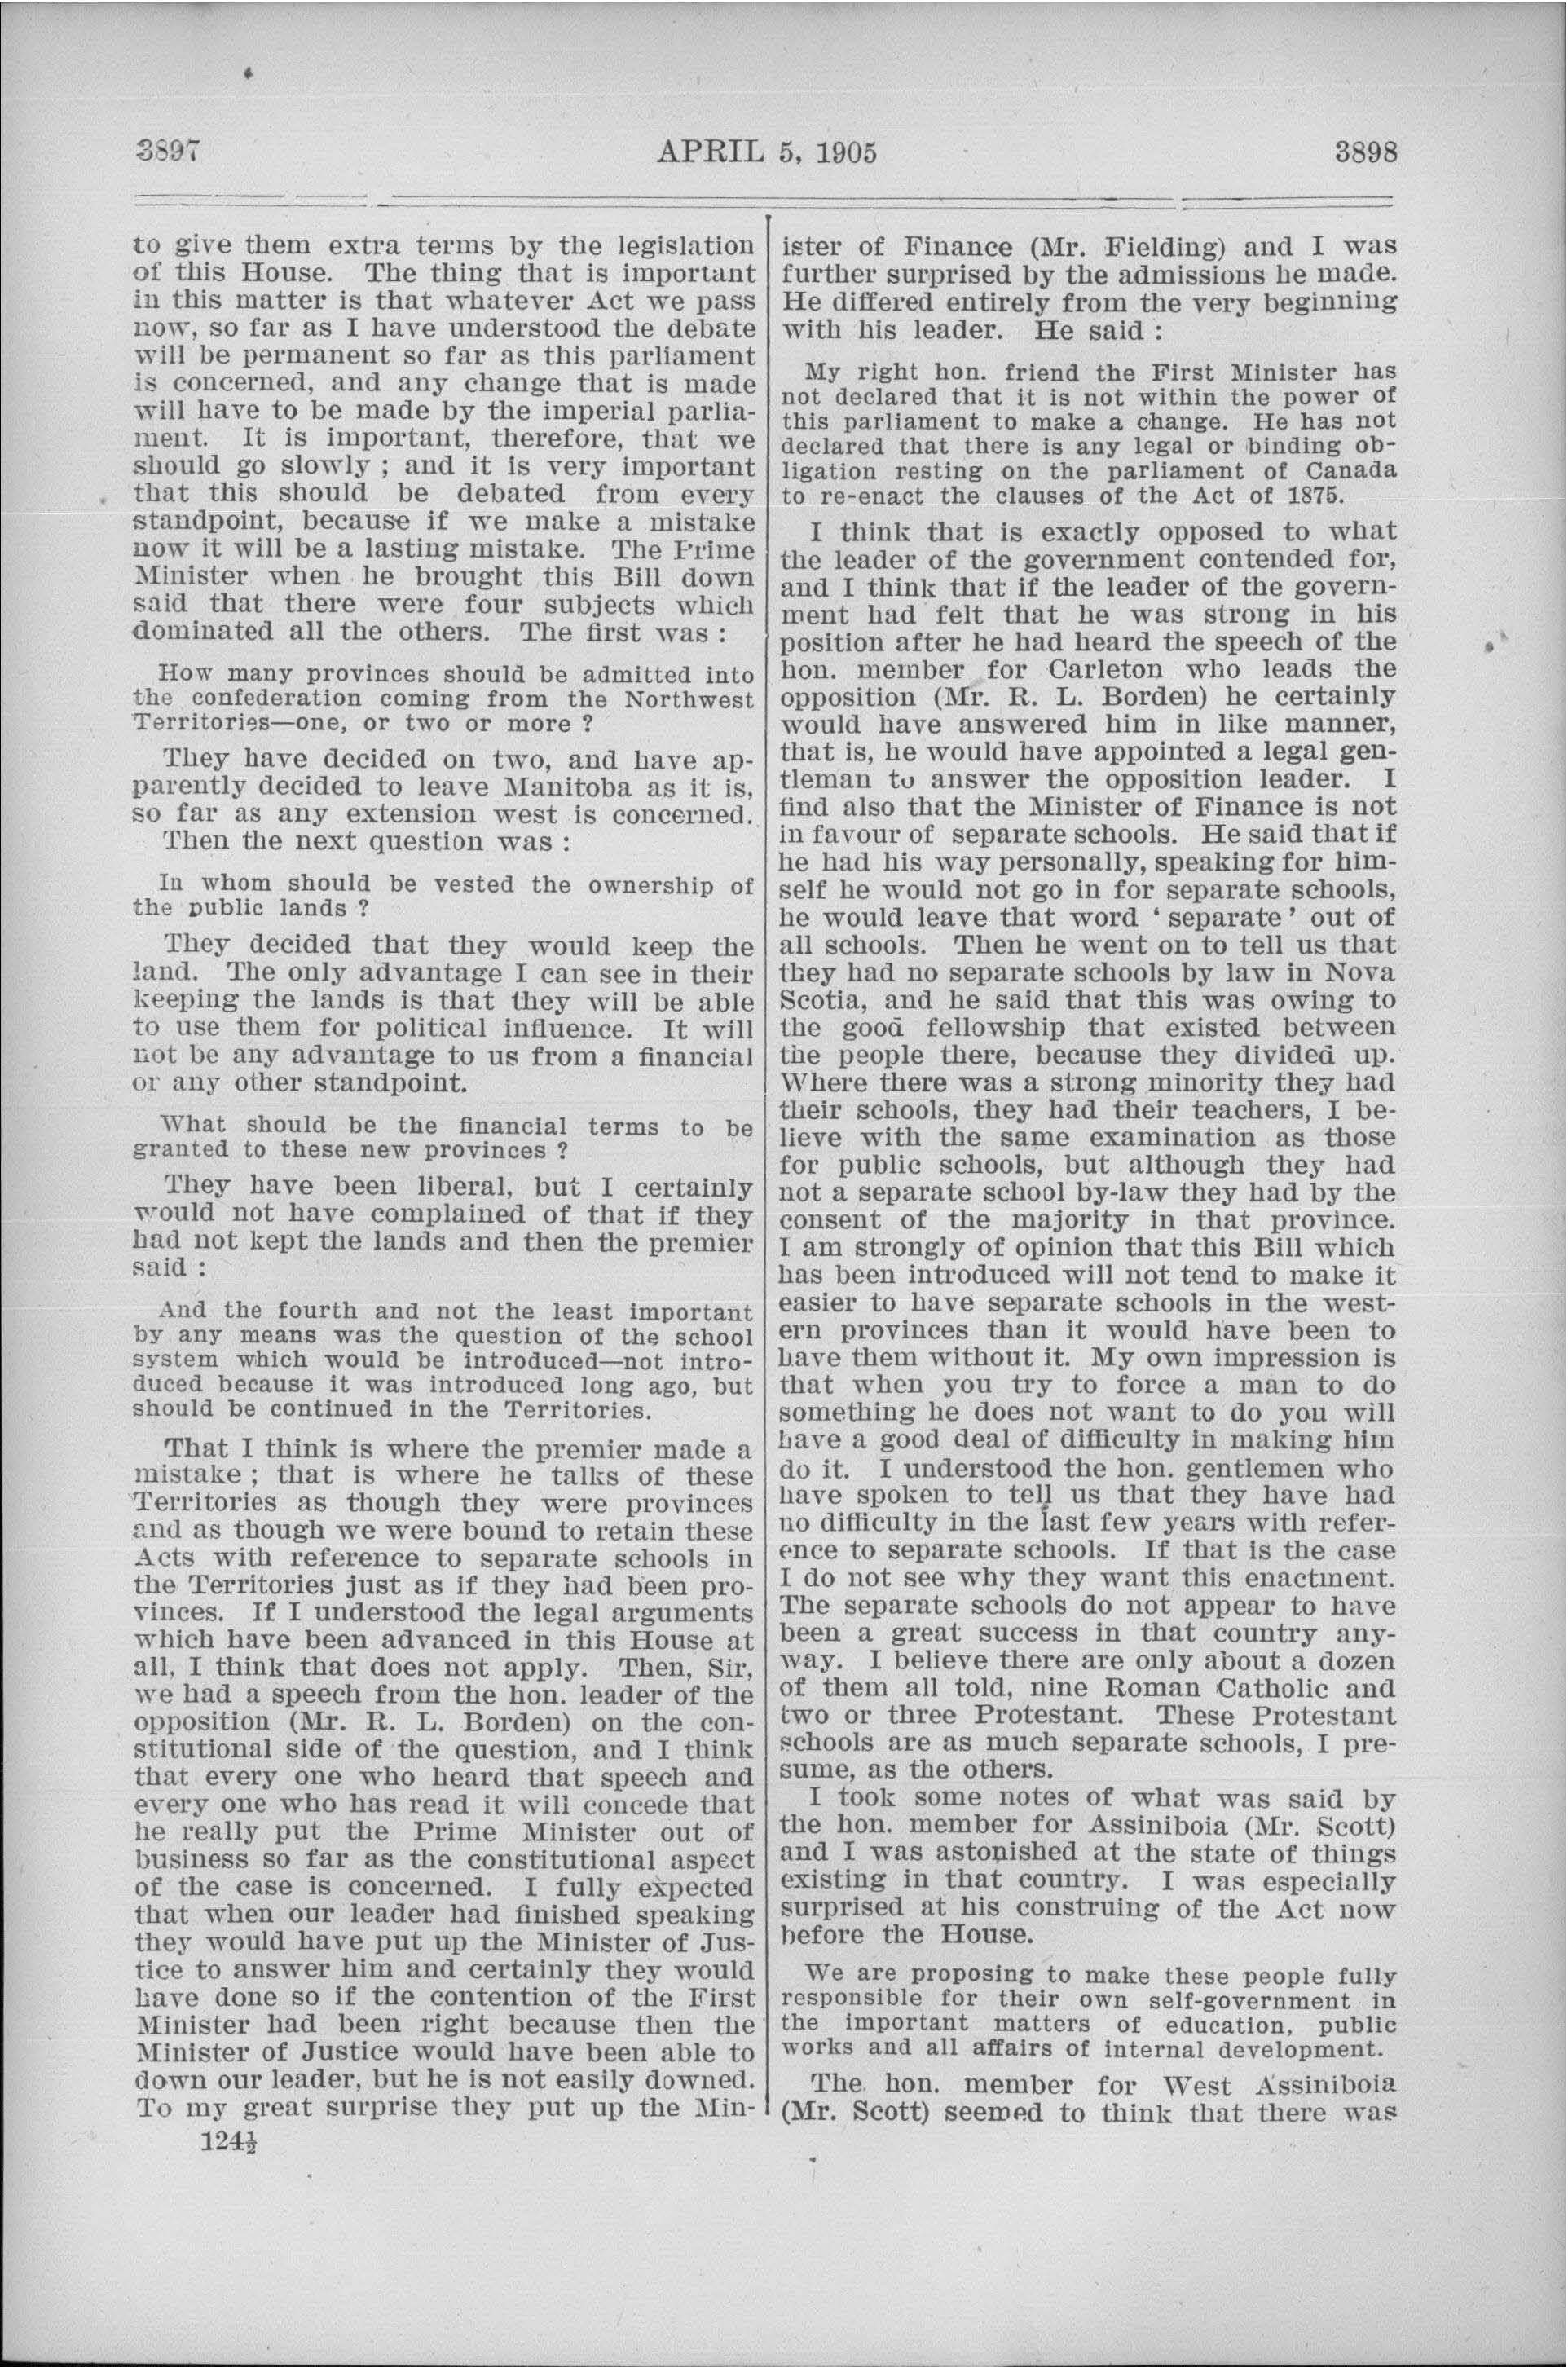 3897
APRIL 5, 1905
3898
to give them extra terms by the legislation
of this House. The thing that is important
in this matter is that whatever Act we pass
now, so far as I have understood the debate
will be permanent so far as this parliament
is concerned, and any change that is made
will have to be made by the imperial parlia-
ment. It is important, therefore, that we
should go slowly ; and it is very important
that this should be debated from every
standpoint, because if we make a mistake
now it will be a lasting mistake. The Prime
Minister when he brought this Bill down
said that there were four subjects which
dominated all the others. The first was :
How many provinces should be admitted into
the confederation coming from the Northwest
Territories—one, or two or more ?
They have decided on two, and have ap-
parently decided to leave Manitoba as it is,
so far as any extension west is concerned.
Then the next question was :
In whom should be vested the ownership of
the public lands ?
They decided that they would keep the
land. The only advantage I can see in their
keeping the lands is that they will be able
to use them for political influence. It will
not be any advantage to us from a financial
or any other standpoint.
What should be the financial terms to be
granted to these new provinces ?
They have been liberal, but I certainly
would not have complained of that if they
had not kept the lands and then the premier
said :
And the fourth and not the least important
by any means was the question of the school
system which would be introduced—not intro-
duced because it was introduced long ago, but
should be continued in the Territories.
That I think is where the premier made a
mistake ; that is where he talks of these
Territories as though they were provinces
and as though we were bound to retain these
Acts with reference to separate schools in
the Territories just as if they had been pro-
vinces. If I understood the legal arguments
which have been advanced in this House at
all, I think that does not apply. Then, Sir,
we had a speech from the hon. leader of the
opposition (Mr. R. L. Borden) on the con-
stitutional side of the question, and I think
that every one who heard that speech and
every one who has read it will concede that
he really put the Prime Minister out of
business so far as the constitutional aspect
of the case is concerned. I fully expected
that when our leader had finished speaking
they would have put up the Minister of Jus-
tice to answer him and certainly they would
have done so if the contention of the First
Minister had been right because then the
Minister of Justice would have been able to
down our leader, but he is not easily downed.
To my great surprise they put up the Min-
124½
ister of Finance (Mr. Fielding) and I was
further surprised by the admissions he made.
He differed entirely from the very beginning
with his leader. He said :
My right hon. friend the First Minister has
not declared that it is not within the power of
this parliament to make a change. He has not
declared that there is any legal or binding ob-
ligation resting on the parliament of Canada
to re-enact the clauses of the Act of 1875.
I think that is exactly opposed to what
the leader of the government contended for,
and I think that if the leader of the govern-
ment had felt that he was strong in his
position after he had heard the speech of the
hon. member for Carleton who leads the
opposition (Mr. R. L. Borden) he certainly
would have answered him in like manner,
that is, he would have appointed a legal gen-
tleman to answer the opposition leader. I
find also that the Minister of Finance is not
in favour of separate schools. He said that if
he had his way personally, speaking for him-
self he would not go in for separate schools,
he would leave that word ‘ separate ’ out of
all schools. Then he went on to tell us that
they had no separate schools by law in Nova
Scotia, and he said that this was owing to
the good fellowship that existed between
the people there, because they divided up.
Where there was a strong minority they had
their schools, they had their teachers, I be-
lieve with the same examination as those
for public schools, but although they had
not a separate school by-law they had by the
consent of the majority in that province.
I am strongly of opinion that this Bill which
has been introduced will not tend to make it
easier to have separate schools in the west-
ern provinces than it would have been to
have them without it. My own impression is
that when you try to force a man to do
something he does not want to do you will
have a good deal of difficulty in making him
do it. I understood the hon. gentlemen who
have spoken to tell us that they have had
no difficulty in the last few years with refer-
ence to separate schools. If that is the case
I do not see why they want this enactment.
The separate schools do not appear to have
been a great success in that country any-
way. I believe there are only about a dozen
of them all told, nine Roman Catholic and
two or three Protestant. These Protestant
schools are as much separate schools, I pre-
sume, as the others.
I took some notes of what was said by
the hon. member for Assiniboia (Mr. Scott)
and I was astonished at the state of things
existing in that country. I was especially
surprised at his construing of the Act now
before the House.
We are proposing to make these people fully
responsible for their own self-government in
the important matters of education, public
works and all affairs of internal development.
The hon. member for West Assiniboia
(Mr. Scott) seemed to think that there was